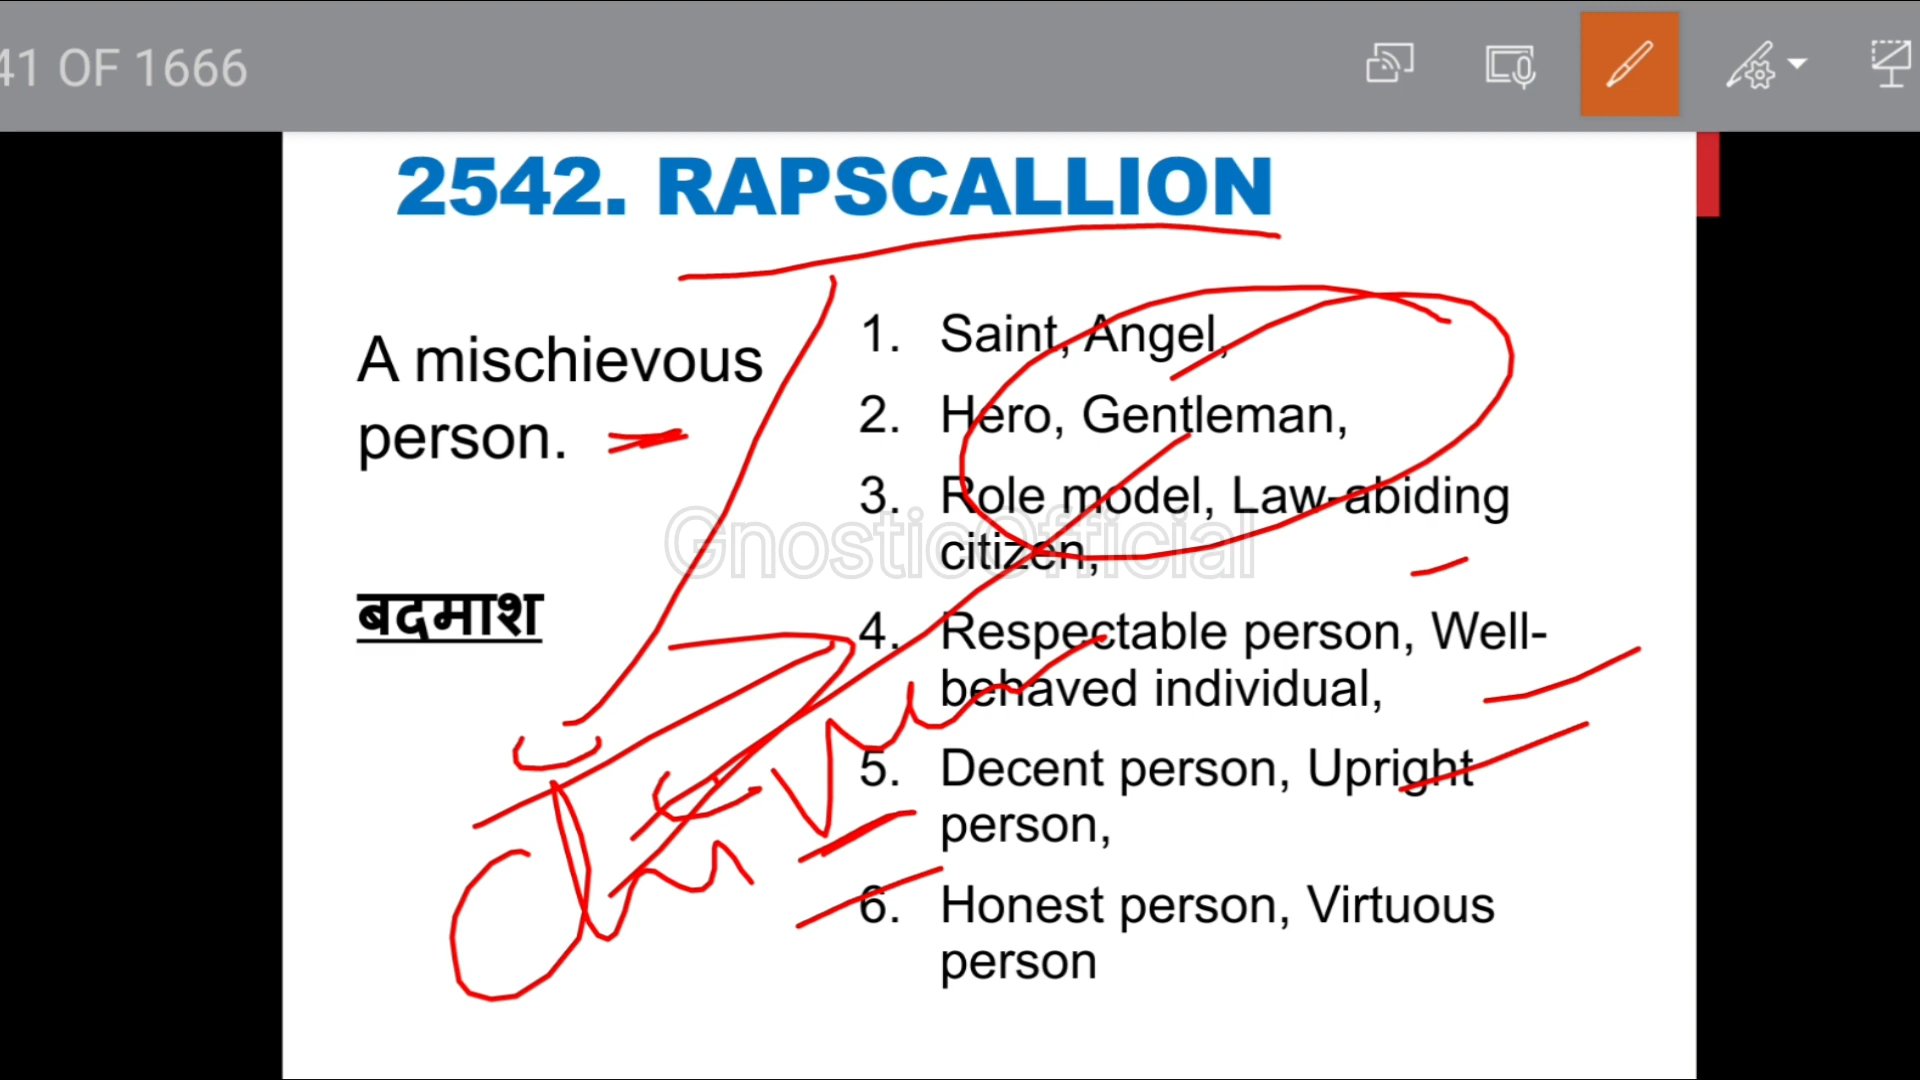 41 OF 1666
2542. RAPSCALLION
A mischievous
person.
बदमाश
1. Saint, Angel,
2. Hero, Gentleman,
3. Role model, Law-abiding
citizen,
4. Respectable person, Well-
behaved individual,
5. Decent person, Upright
person,
6. Honest person, Virtuous
person
GnosticOfficial